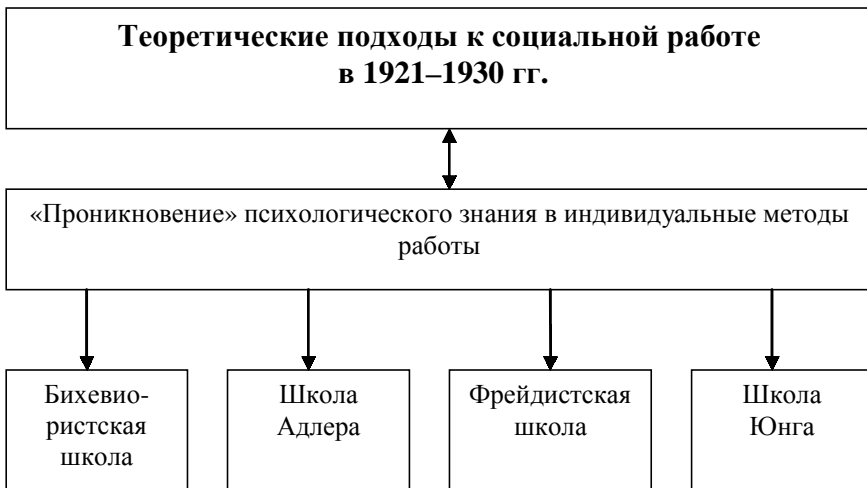 Теоретические подходы к социальной работе
в 1921–1930 гг.
«Проникновение» психологического знания в индивидуальные методы
работы
Бихевио-
ристская
школа
Школа
Адлера
Фрейдистская
школа
Школа
Юнга